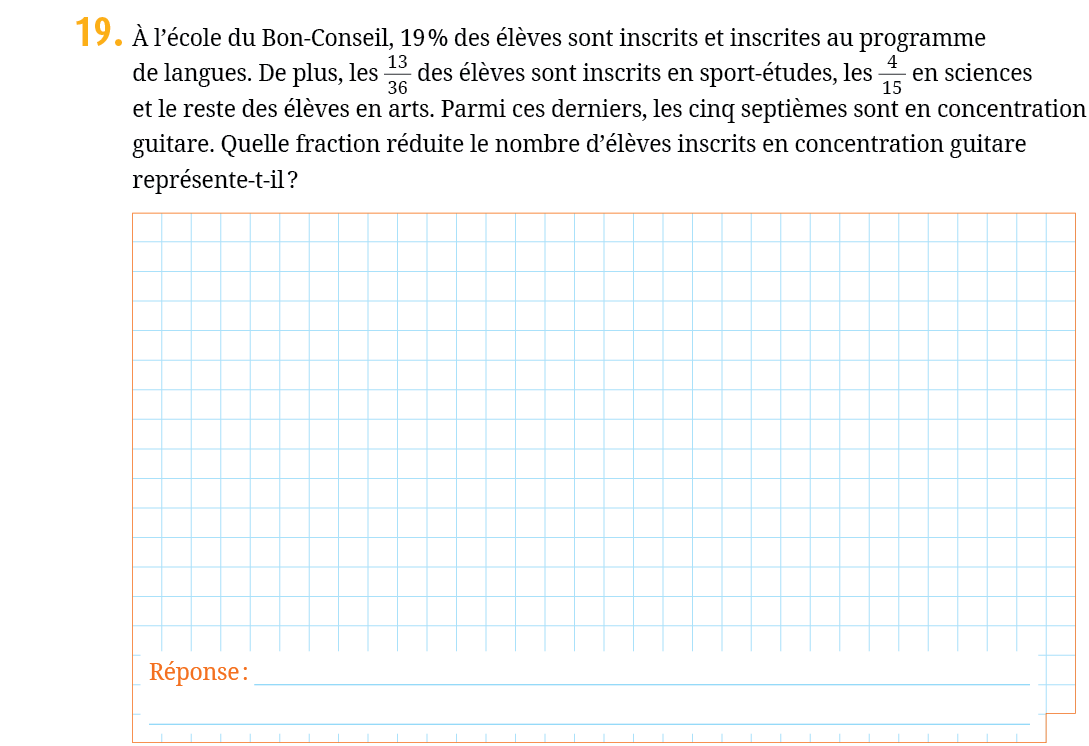 19. À l’école du Bon-Conseil, 19 % des élèves sont inscrits et inscrites au programme
de langues. De plus, les 13/36 des élèves sont inscrits en sport-études, les 4/15 en sciences
et le reste des élèves en arts. Parmi ces derniers, les cinq septièmes sont en concentration
guitare. Quelle fraction réduite le nombre d’élèves inscrits en concentration guitare
représente-t-il ?
Réponse :